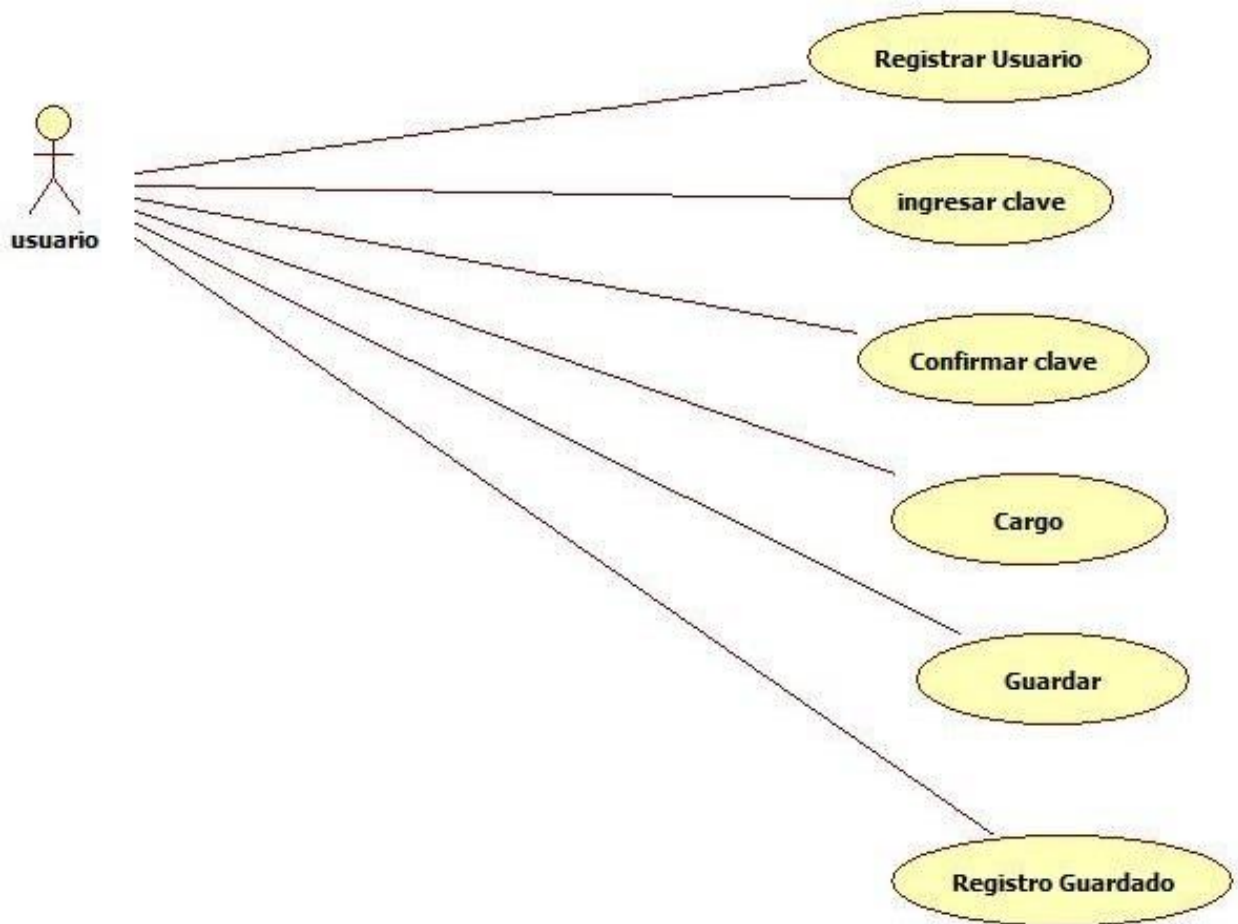 Registrar Usuario
usuario
ingresar clave
Confirmar clave
Cargo
Guardar
Registro Guardado